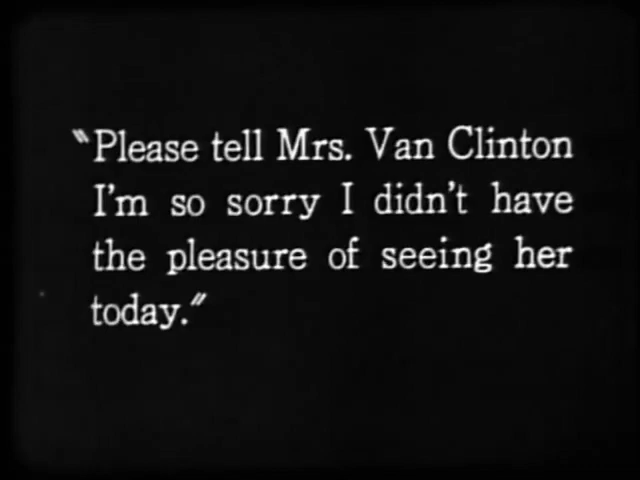 "Please tell Mrs. Van Clinton
I'm so sorry I didn't have
the pleasure of seeing her
today."